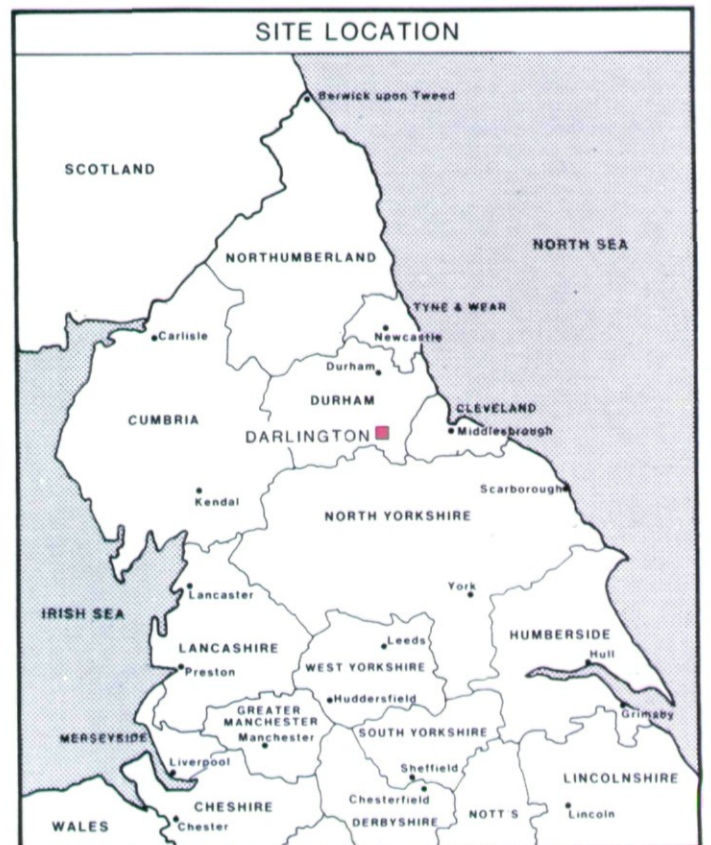 SITE LOCATION
Berwick upon Tweed
SCOTLAND
NORTH SEA
NORTHUMBERLAND
TYNE & WEAR
Carlisle
Newcastle
Durham
DURHAM
CLEVELAND
CUMBRIA
DARLINGTON
Middlesbrough
Scarborough
Kendal
NORTH YORKSHIRE
York
Lancaster
IRISH SEA
HUMBERSIDE
Leeds
LANCASHIRE
Hull
WEST YORKSHIRE
Preston
Huddersfield
GREATER
MANCHESTER
Grimsby
SOUTH YORKSHIRE
MERSEYSIDE
Manchester
Liverpool
Sheffield
LINCOLNSHIRE
Chesterfield
CHESHIRE
Lincoln
NOTT'S
DERBYSHIRE
WALES
Chester